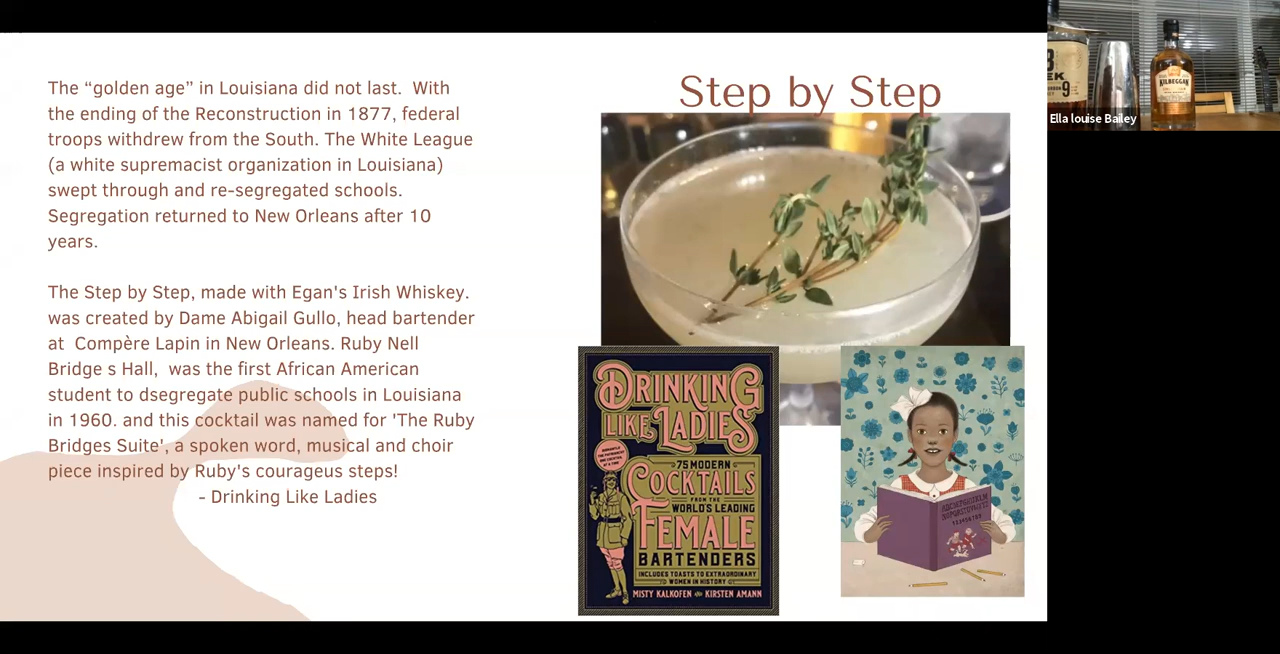 The “golden age” in Louisiana did not last.  With
the ending of the Reconstruction in 1877, federal
troops withdrew from the South. The White League
(a white supremacist organization in Louisiana)
swept through and re-segregated schools.
Segregation returned to New Orleans after 10
years.
The Step by Step, made with Egan's Irish Whiskey.
was created by Dame Abigail Gullo, head bartender
at  Compère Lapin in New Orleans. Ruby Nell
Bridge s Hall,  was the first African American
student to dsegregate public schools in Louisiana
in 1960. and this cocktail was named for 'The Ruby
Bridges Suite', a spoken word, musical and choir
piece inspired by Ruby's courageus steps!
- Drinking Like Ladies
Step by Step
DRINKING
LIKE LADIES
75 MODERN
COCKTAILS
FROM THE
WORLD'S LEADING
FEMALE
BARTENDERS
INCLUDES TOASTS TO EXTRAORDINARY
WOMEN IN HISTORY
MISTY KALKOFEN AND KIRSTEN AMANN
KILBEGGAN
9
Ella louise Bailey